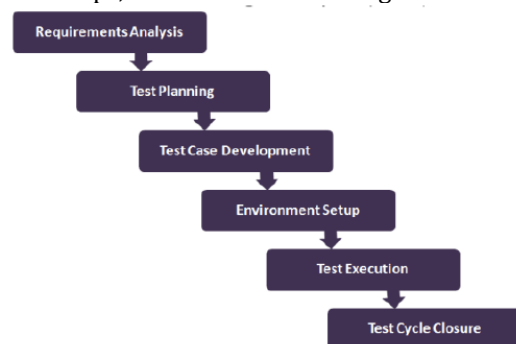 Requirements Analysis
Test Planning
Test Case Development
Environment Setup
Test Execution
Test Cycle Closure